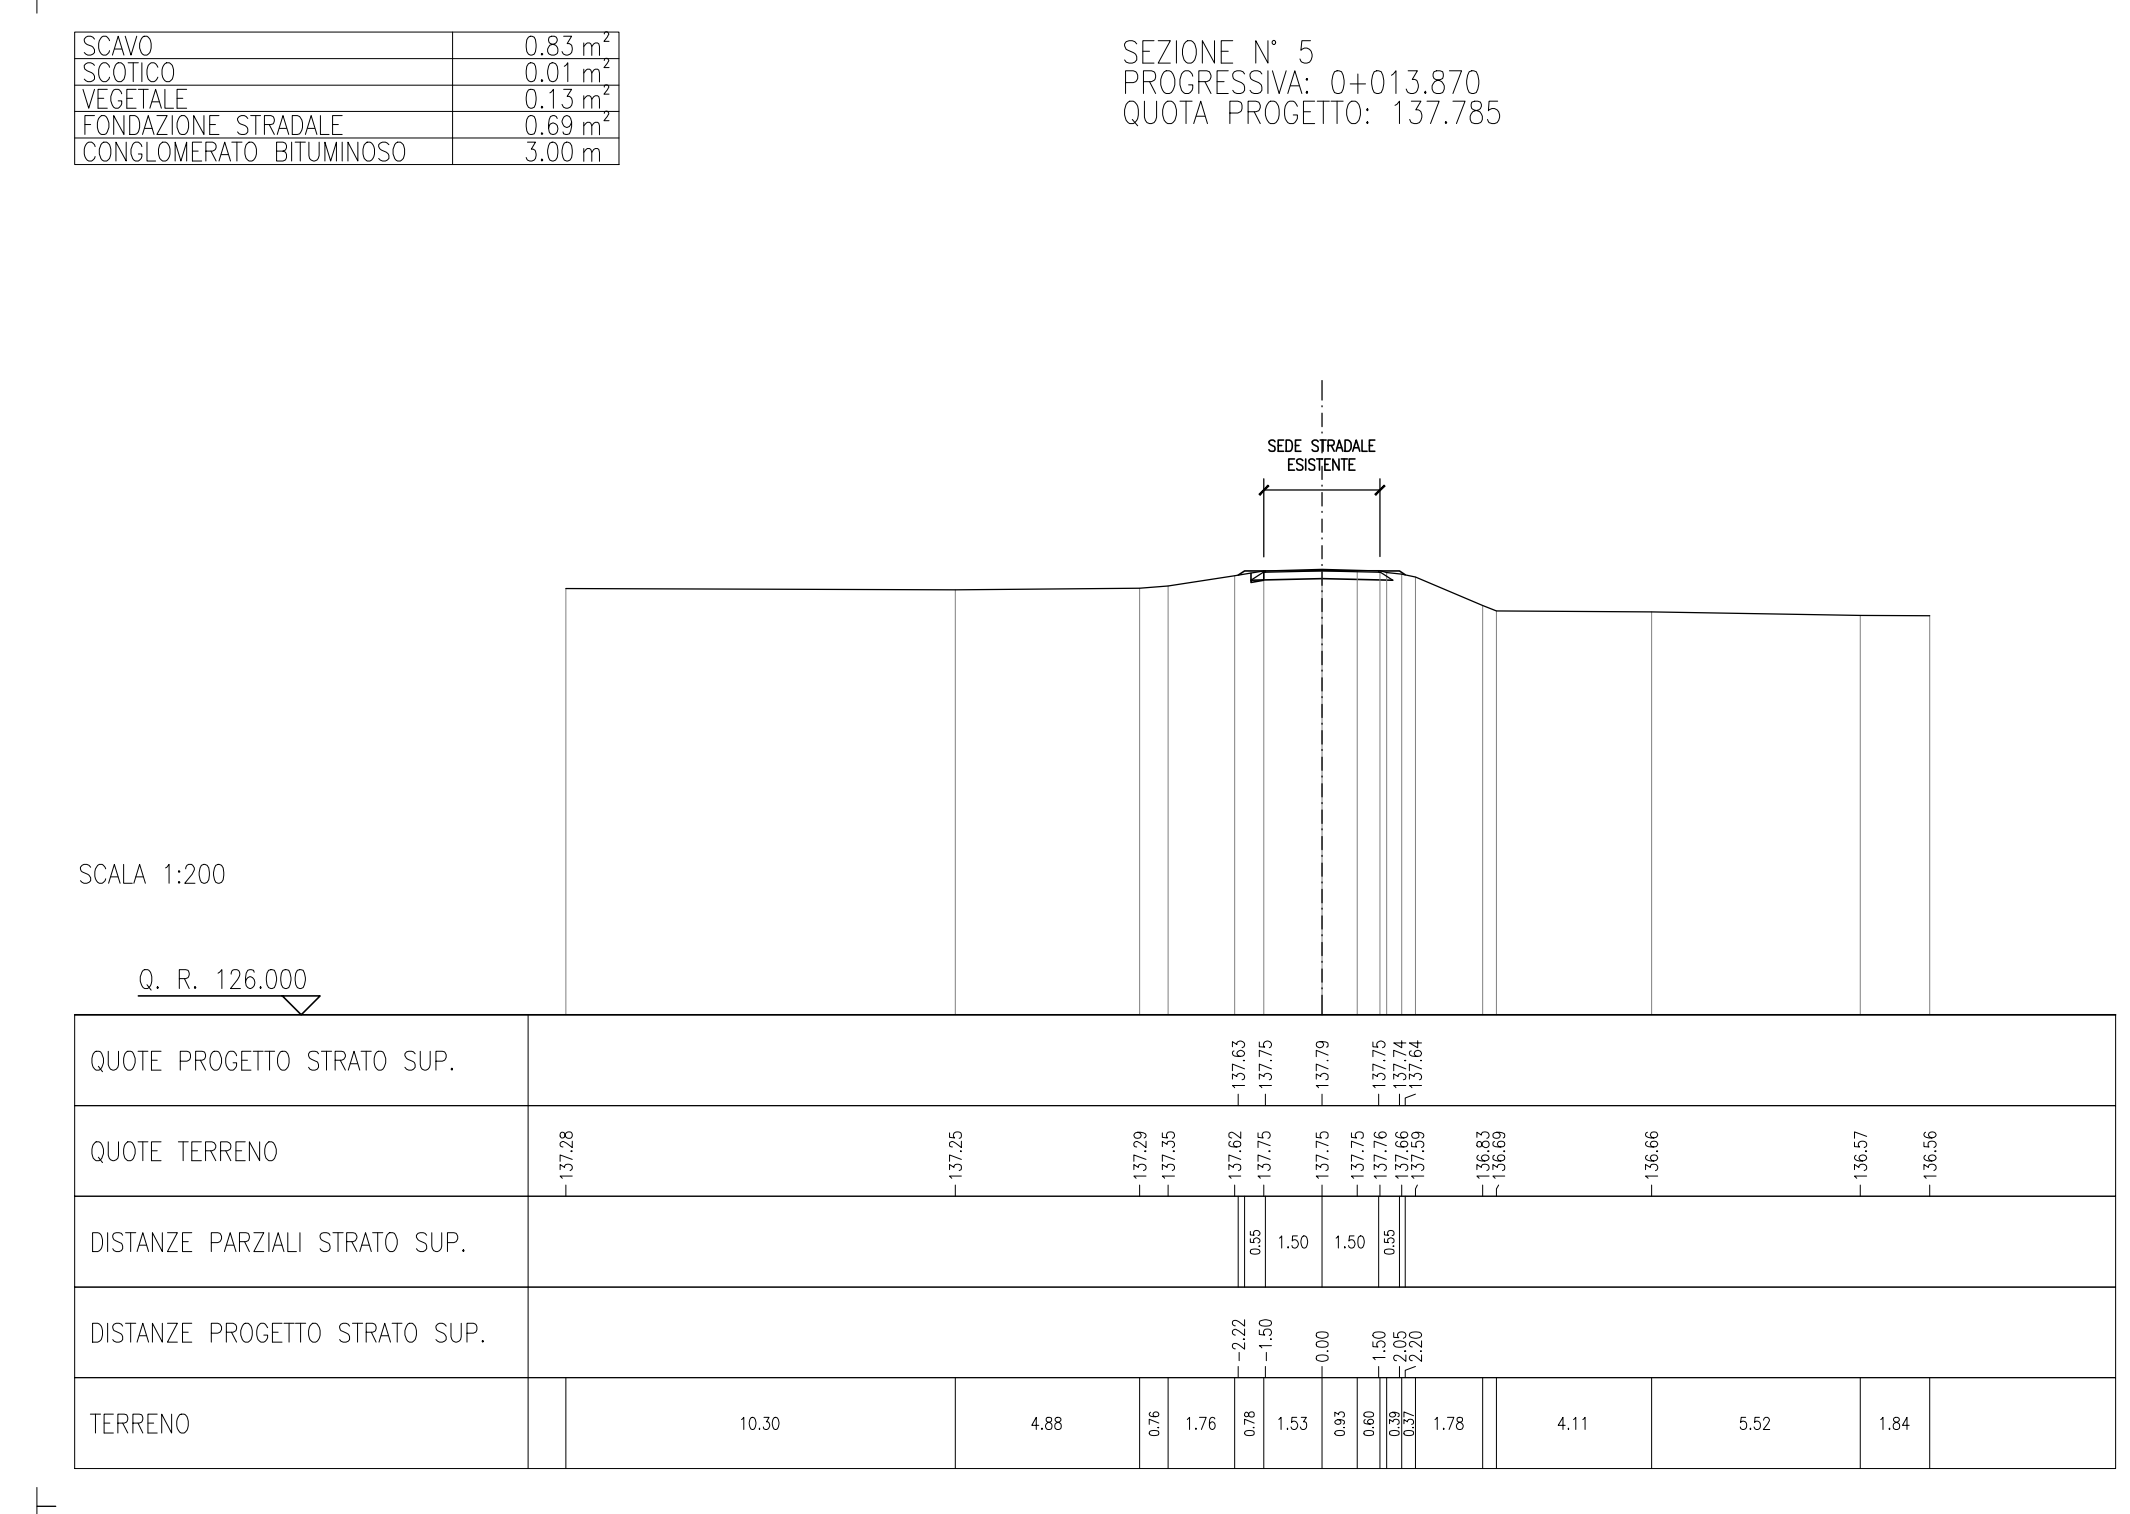 SCAVO 0.83 m²
SCOTICO 0.01 m²
VEGETALE 0.13 m²
FONDAZIONE STRADALE 0.69 m²
CONGLOMERATO BITUMINOSO 3.00 m
SEZIONE N° 5
PROGRESSIVA: 0+013.870
QUOTA PROGETTO: 137.785
SEDE STRADALE
ESISTENTE
SCALA 1:200
Q. R. 126.000
QUOTE PROGETTO STRATO SUP. 137.63 137.75 137.79 137.75 137.74 137.64
QUOTE TERRENO 137.28 137.25 137.29 137.35 137.62 137.75 137.75 137.75 137.76 137.66 137.59 136.83 136.69 136.66 136.57 136.56
DISTANZE PARZIALI STRATO SUP. 0.55 1.50 1.50 0.55
DISTANZE PROGETTO STRATO SUP. -2.22 -1.50 0.00 1.50 2.05 2.20
TERRENO 10.30 4.88 0.76 1.76 0.78 1.53 0.93 0.60 0.39 0.37 1.78 4.11 5.52 1.84